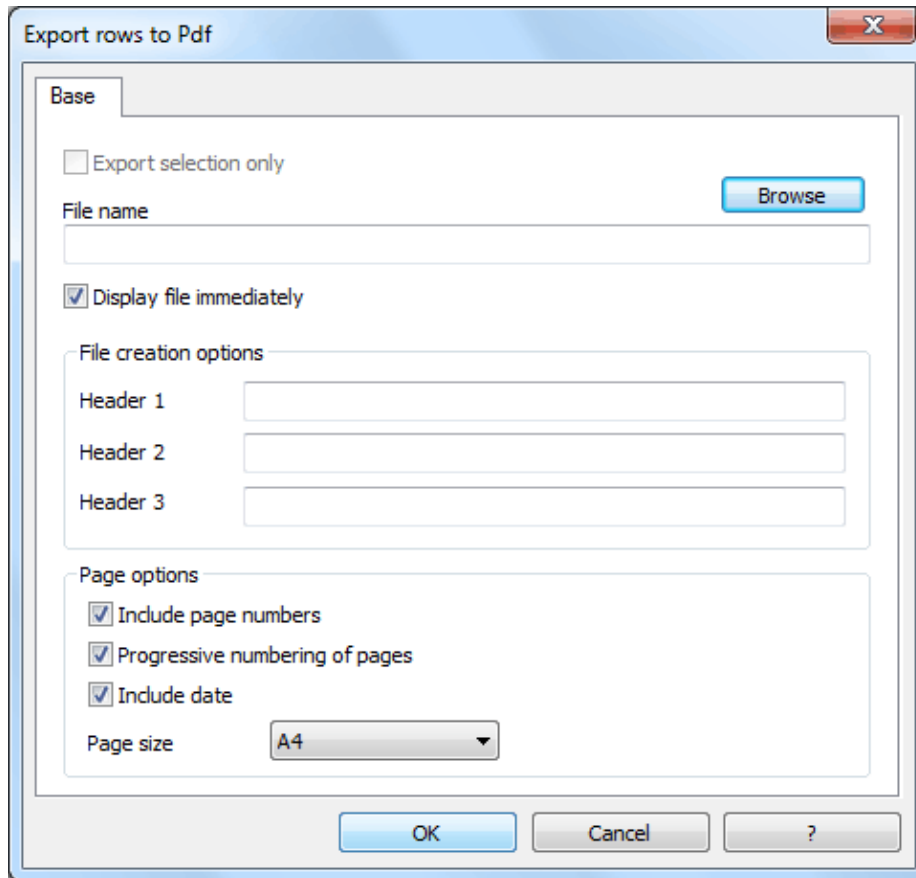 Export rows to Pdf
Base
Export selection only
Browse
File name
Display file immediately
File creation options
Header 1
Header 2
Header 3
Page options
Include page numbers
Progressive numbering of pages
Include date
Page size A4
OK Cancel ?